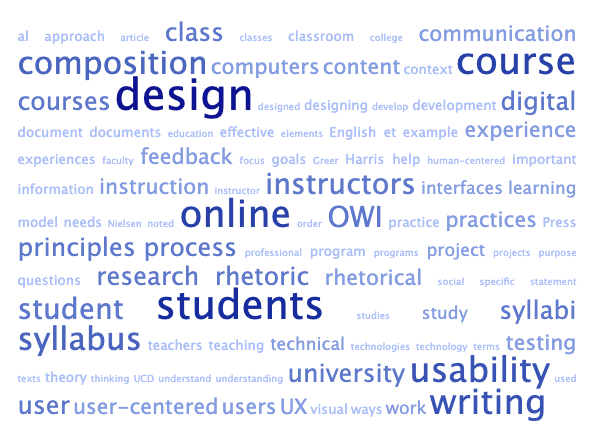 al approach article class classes classroom college communication
composition computers content context course
courses design designed designing develop development digital
document documents education effective elements English et example experience
experiences faculty feedback focus goals Greer Harris help human-centered important
information instruction instructor instructors interfaces learning
model needs Nielsen noted online order OWI practice practices Press
principles process professional program programs project projects purpose
questions research rhetoric rhetorical social specific statement
student students studies study syllabi
syllabus teachers teaching technical technologies technology terms testing
texts theory thinking UCD understand understanding university usability used
user user-centered users UX visual ways work writing